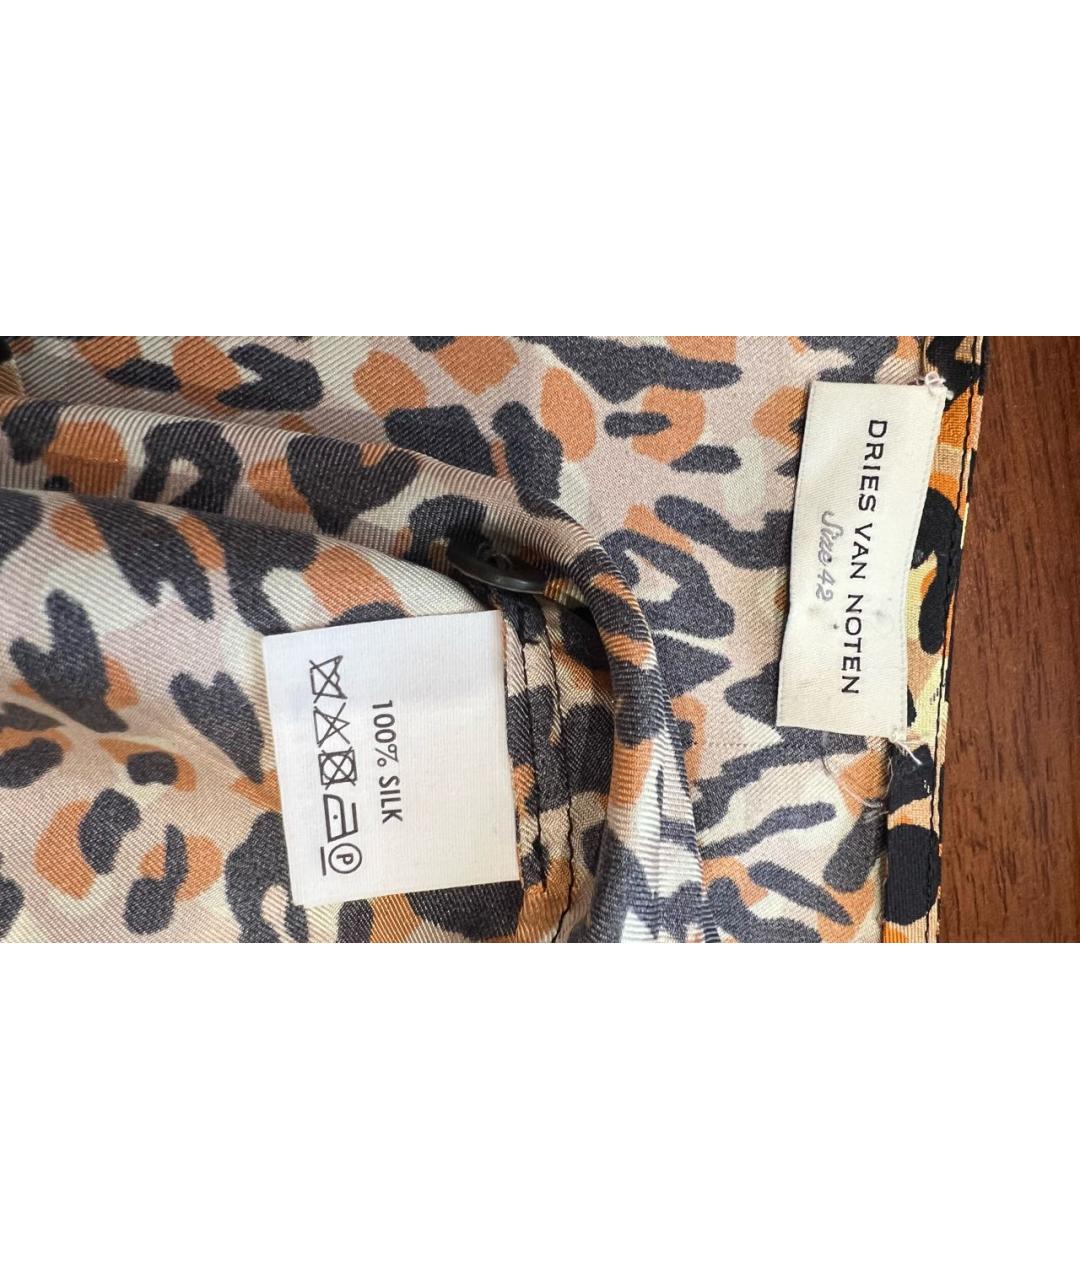 DRIES VAN NOTEN
Size 42
100% SILK
P